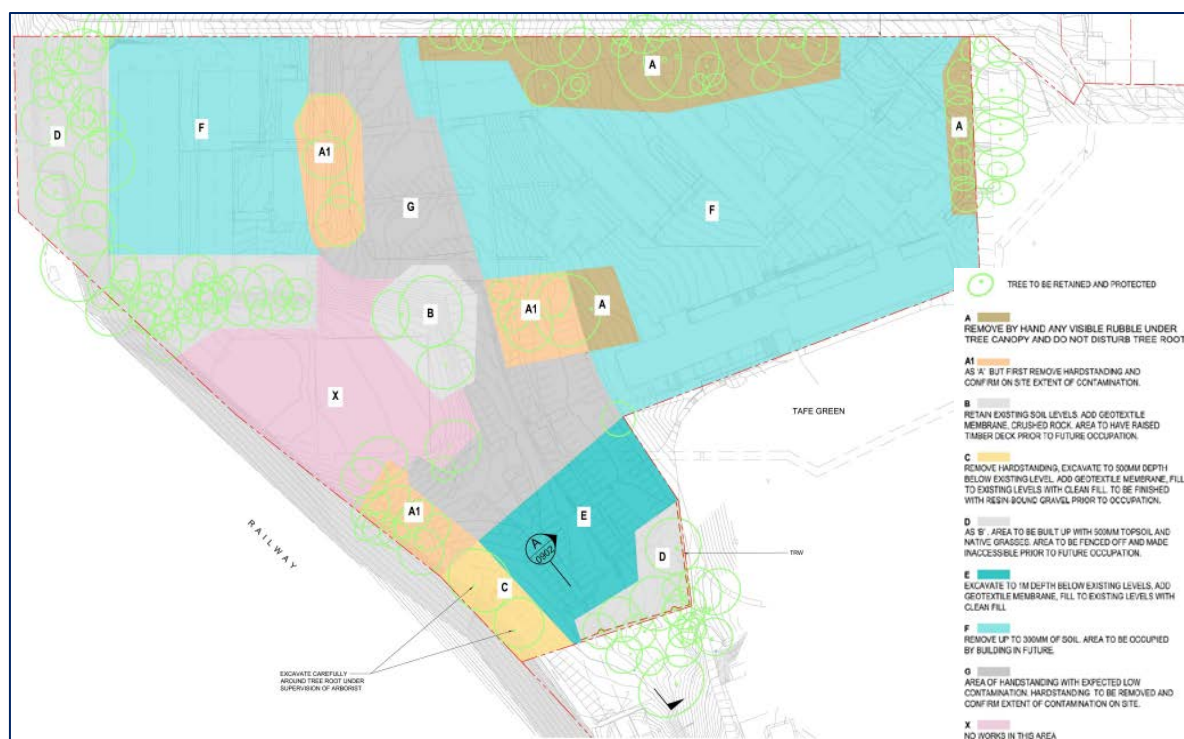 A
D
F
A1
A
G
F
A1
A
B
X
TAFE GREEN
A1
E
A
0902
D
TRW
C
RAILWAY
EXCAVATE CAREFULLY
AROUND TREE ROOT UNDER
SUPERVISION OF ARBORIST
TREE TO BE RETAINED AND PROTECTED
A
REMOVE BY HAND ANY VISIBLE RUBBLE UNDER
TREE CANOPY AND DO NOT DISTURB TREE ROOT
A1
AS 'A' BUT FIRST REMOVE HARDSTANDING AND
CONFIRM ON SITE EXTENT OF CONTAMINATION.
B
RETAIN EXISTING SOIL LEVELS. ADD GEOTEXTILE
MEMBRANE, CRUSHED ROCK. AREA TO HAVE RAISED
TIMBER DECK PRIOR TO FUTURE OCCUPATION.
C
REMOVE HARDSTANDING, EXCAVATE TO 500MM DEPTH
BELOW EXISTING LEVEL. ADD GEOTEXTILE MEMBRANE, FILL
TO EXISTING LEVELS WITH CLEAN FILL. TO BE FINISHED
WITH RESIN-BOUND GRAVEL PRIOR TO OCCUPATION.
D
AS 'B'. AREA TO BE BUILT UP WITH 500MM TOPSOIL AND
NATIVE GRASSES. AREA TO BE FENCED OFF AND MADE
INACCESSIBLE PRIOR TO FUTURE OCCUPATION.
E
EXCAVATE TO 1M DEPTH BELOW EXISTING LEVELS. ADD
GEOTEXTILE MEMBRANE, FILL TO EXISTING LEVELS WITH
CLEAN FILL
F
REMOVE UP TO 300MM OF SOIL. AREA TO BE OCCUPIED
BY BUILDING IN FUTURE.
G
AREA OF HANDSTANDING WITH EXPECTED LOW
CONTAMINATION. HARDSTANDING TO BE REMOVED AND
CONFIRM EXTENT OF CONTAMINATION ON SITE.
X
NO WORKS IN THIS AREA